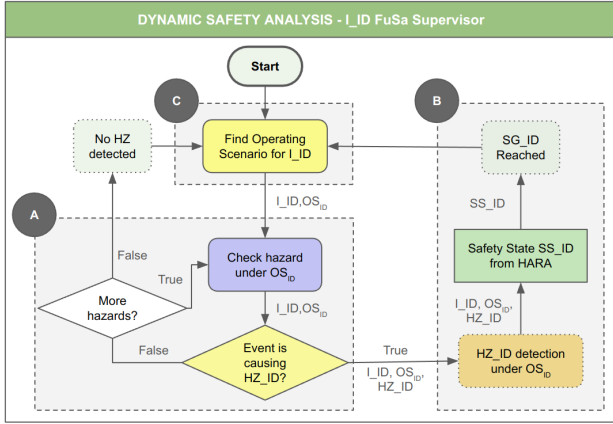 DYNAMIC SAFETY ANALYSIS - I_ID FuSa Supervisor
Start
C
B
No HZ
detected
Find Operating
Scenario for I_ID
SG_ID
Reached
I_ID,OS_ID
SS_ID
A
False
True
Check hazard
under OS_ID
Safety State SS_ID
from HARA
More
hazards?
I_ID,OS_ID
I_ID, OS_ID,
HZ_ID
False
Event is
causing
HZ_ID?
True
I_ID, OS_ID,
HZ_ID
HZ_ID detection
under OS_ID